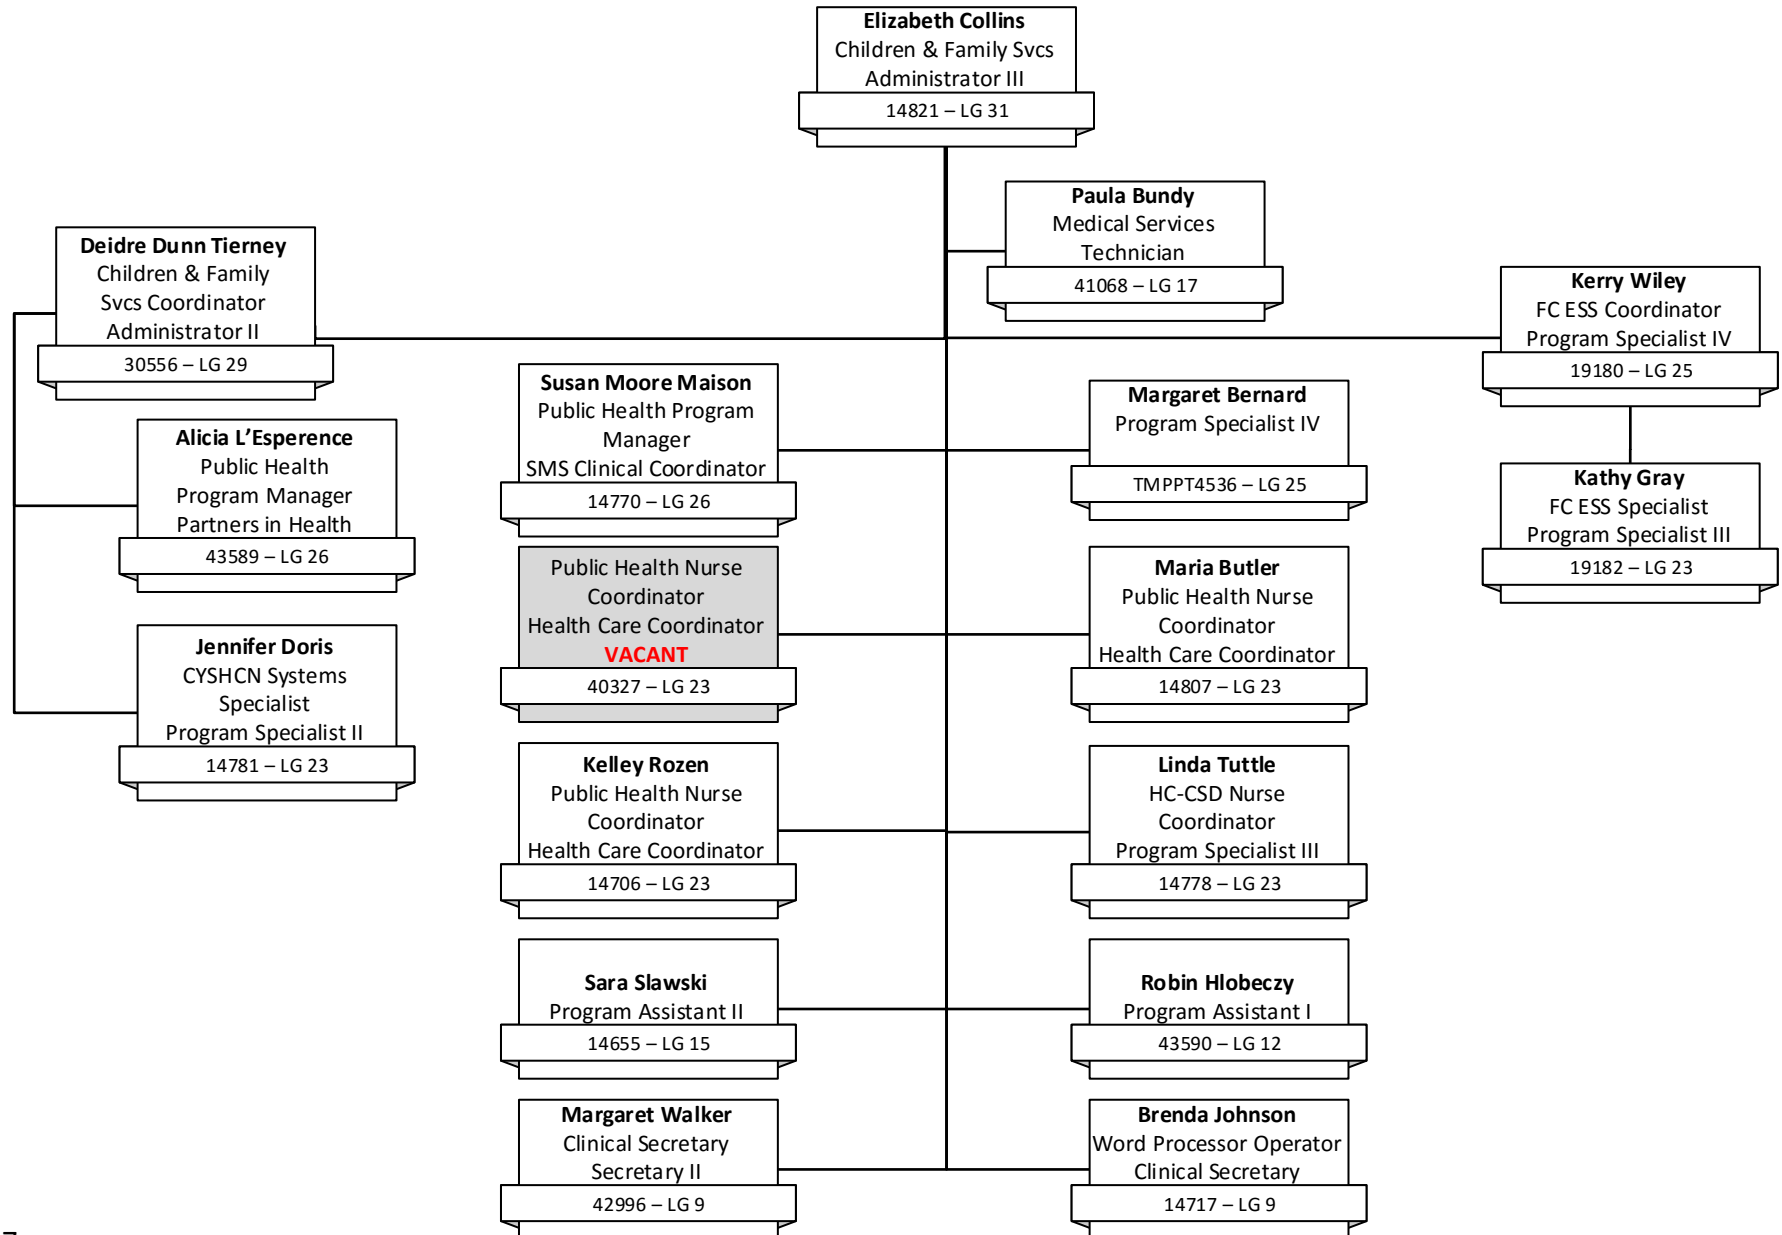 Elizabeth Collins
Children & Family Svcs
Administrator III
14821 – LG 31
Paula Bundy
Medical Services
Technician
41068 – LG 17
Deidre Dunn Tierney
Children & Family
Svcs Coordinator
Administrator II
30556 – LG 29
Kerry Wiley
FC ESS Coordinator
Program Specialist IV
19180 – LG 25
Susan Moore Maison
Public Health Program
Manager
SMS Clinical Coordinator
14770 – LG 26
Margaret Bernard
Program Specialist IV
TMPPT4536 – LG 25
Alicia L’Esperence
Public Health
Program Manager
Partners in Health
43589 – LG 26
Kathy Gray
FC ESS Specialist
Program Specialist III
19182 – LG 23
Public Health Nurse
Coordinator
Health Care Coordinator
VACANT
40327 – LG 23
Maria Butler
Public Health Nurse
Coordinator
Health Care Coordinator
14807 – LG 23
Jennifer Doris
CYSHCN Systems
Specialist
Program Specialist II
14781 – LG 23
Kelley Rozen
Public Health Nurse
Coordinator
Health Care Coordinator
14706 – LG 23
Linda Tuttle
HC-CSD Nurse
Coordinator
Program Specialist III
14778 – LG 23
Sara Slawski
Program Assistant II
14655 – LG 15
Robin Hlobeczy
Program Assistant I
43590 – LG 12
Margaret Walker
Clinical Secretary
Secretary II
42996 – LG 9
Brenda Johnson
Word Processor Operator
Clinical Secretary
14717 – LG 9